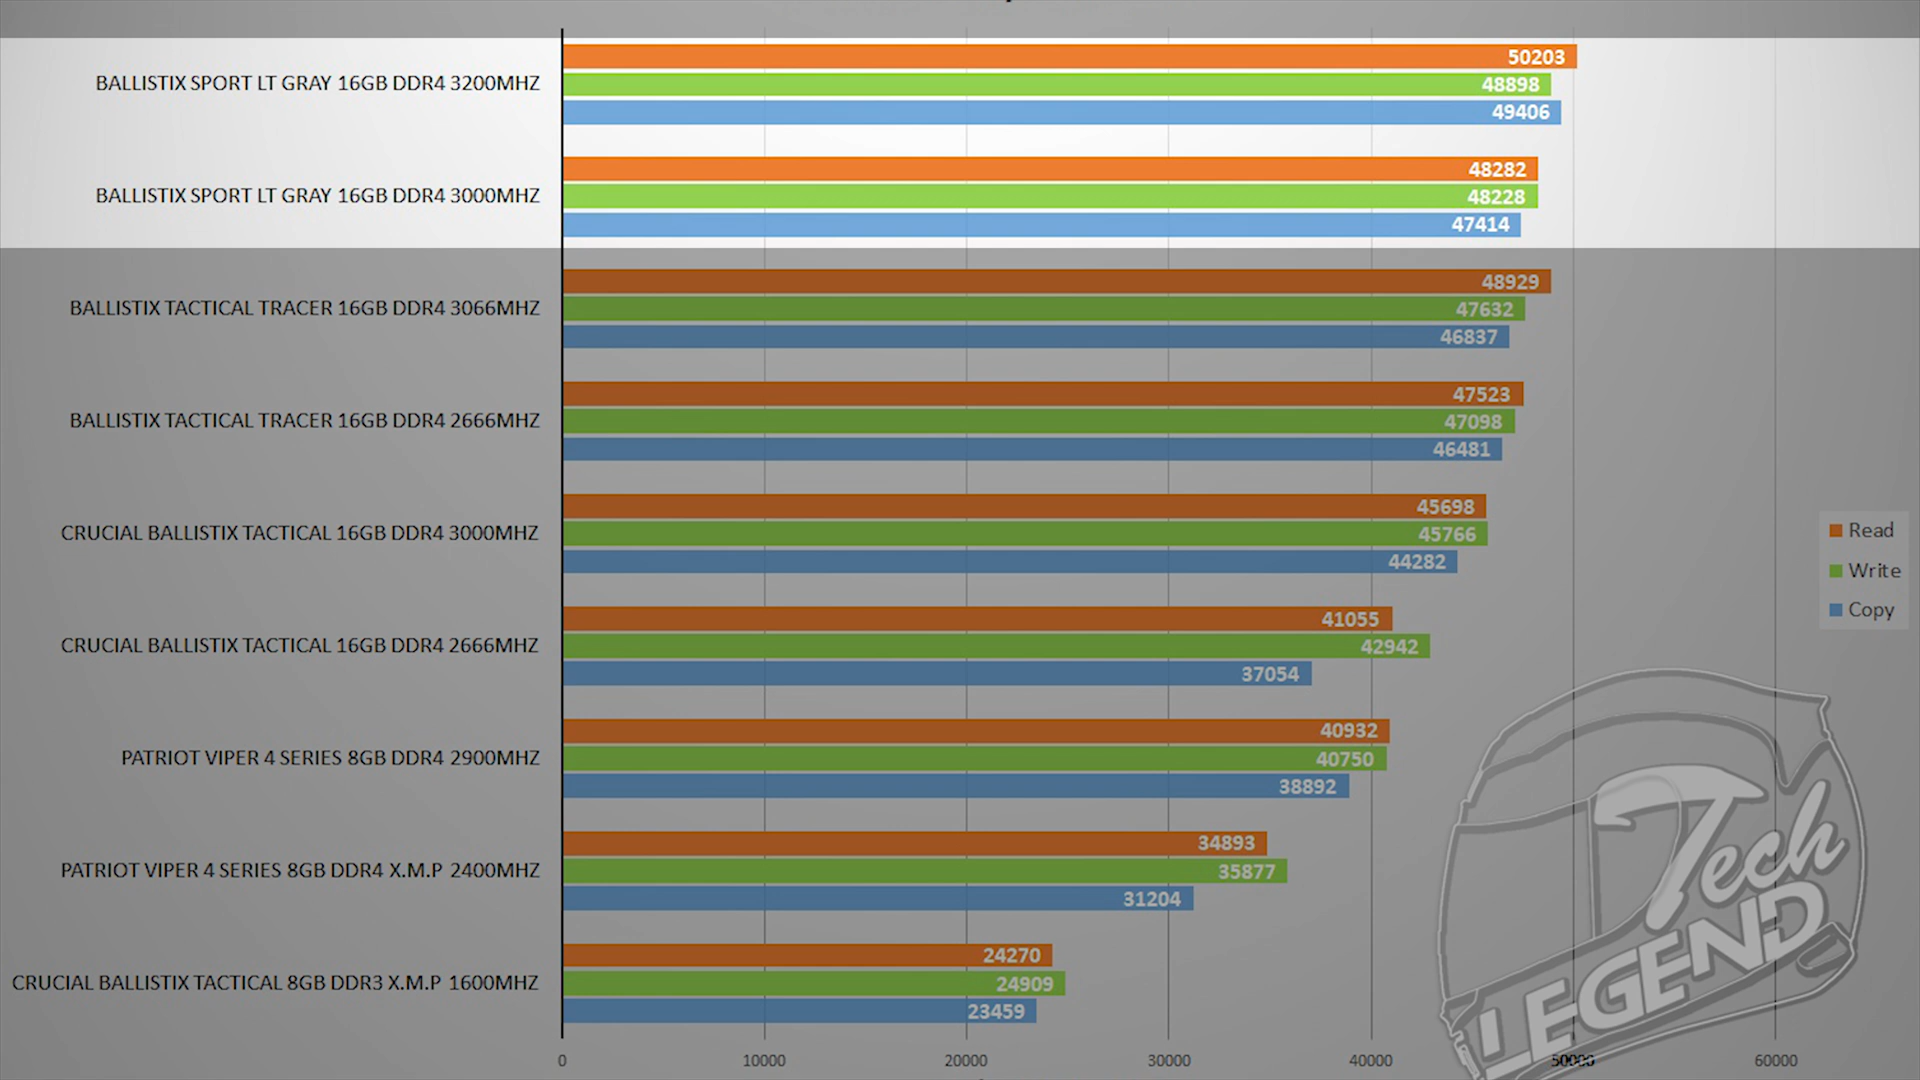 BALLISTIX SPORT LT GRAY 16GB DDR4 3200MHZ
50203
48898
49406
BALLISTIX SPORT LT GRAY 16GB DDR4 3000MHZ
48282
48228
47414
BALLISTIX TACTICAL TRACER 16GB DDR4 3066MHZ
48929
47632
46837
BALLISTIX TACTICAL TRACER 16GB DDR4 2666MHZ
47523
47098
46481
CRUCIAL BALLISTIX TACTICAL 16GB DDR4 3000MHZ
45698
45766
44282
CRUCIAL BALLISTIX TACTICAL 16GB DDR4 2666MHZ
41055
42942
37054
PATRIOT VIPER 4 SERIES 8GB DDR4 2900MHZ
40932
40750
38892
PATRIOT VIPER 4 SERIES 8GB DDR4 X.M.P 2400MHZ
34893
35877
31204
CRUCIAL BALLISTIX TACTICAL 8GB DDR3 X.M.P 1600MHZ
24270
24909
23459
Read
Write
Copy
Tech
LEGEND
0 10000 20000 30000 40000 50000 60000